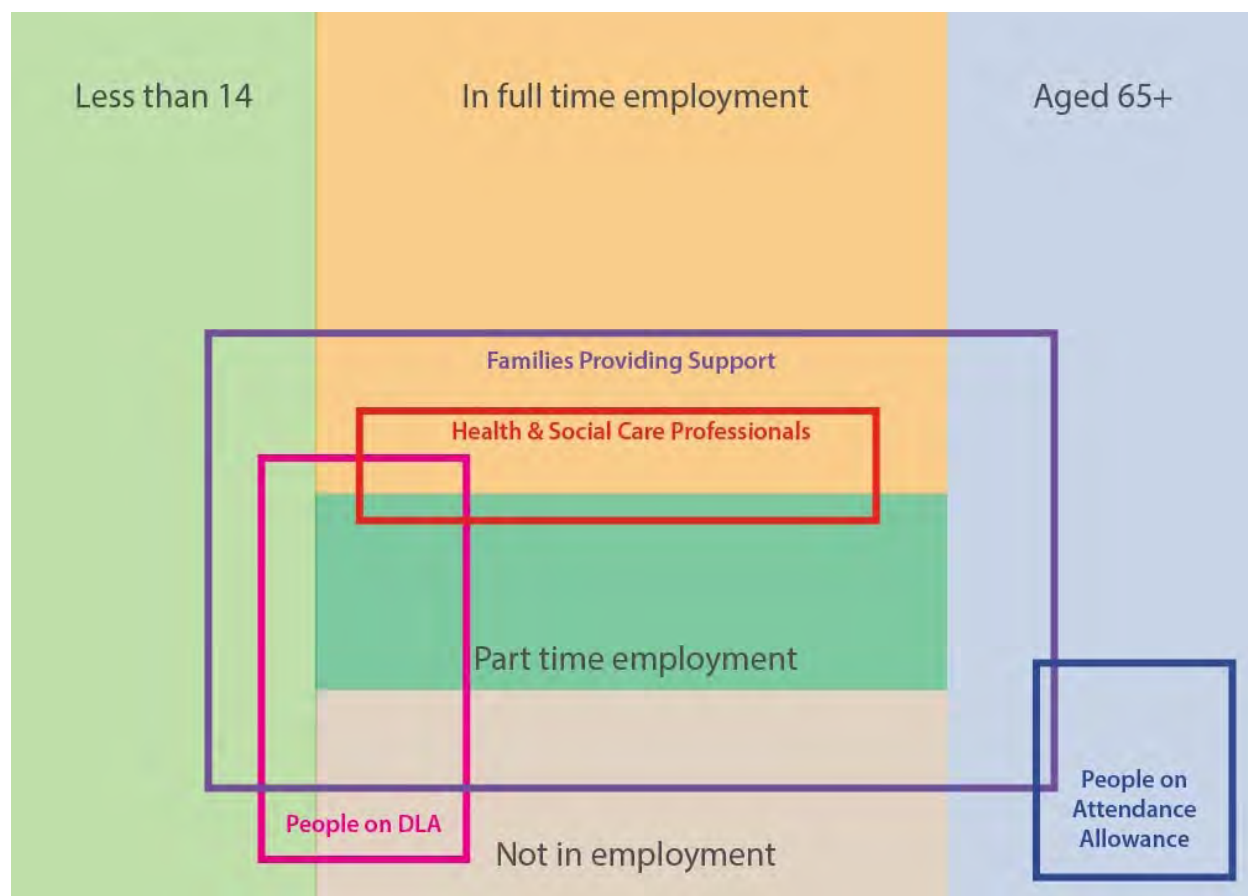 Less than 14
In full time employment
Aged 65+
Families Providing Support
Health & Social Care Professionals
Part time employment
People on DLA
Not in employment
People on
Attendance
Allowance